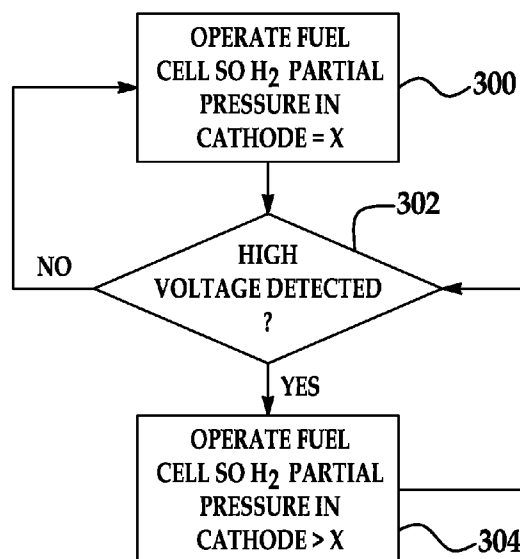 OPERATE FUEL
CELL SO H₂ PARTIAL
PRESSURE IN
CATHODE = X
300
302
HIGH
VOLTAGE DETECTED
?
NO
YES
OPERATE FUEL
CELL SO H₂ PARTIAL
PRESSURE IN
CATHODE > X
304